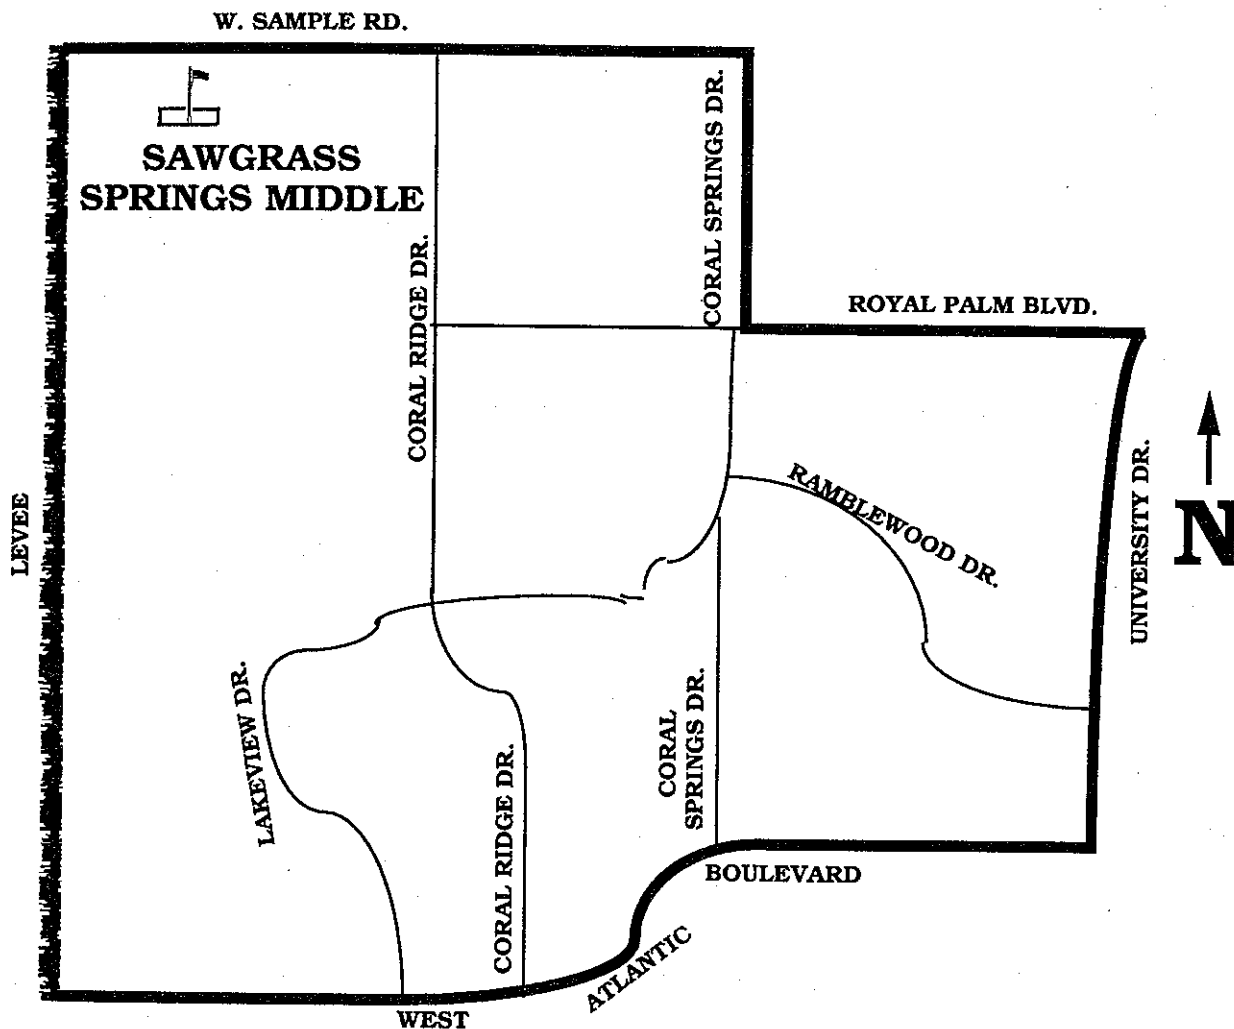 W. SAMPLE RD.
SAWGRASS
SPRINGS MIDDLE
CORAL SPRINGS DR.
CORAL RIDGE DR.
ROYAL PALM BLVD.
LEVEE
RAMBLEWOOD DR.
UNIVERSITY DR.
N
LAKEVIEW DR.
CORAL RIDGE DR.
CORAL
SPRINGS DR.
BOULEVARD
ATLANTIC
WEST